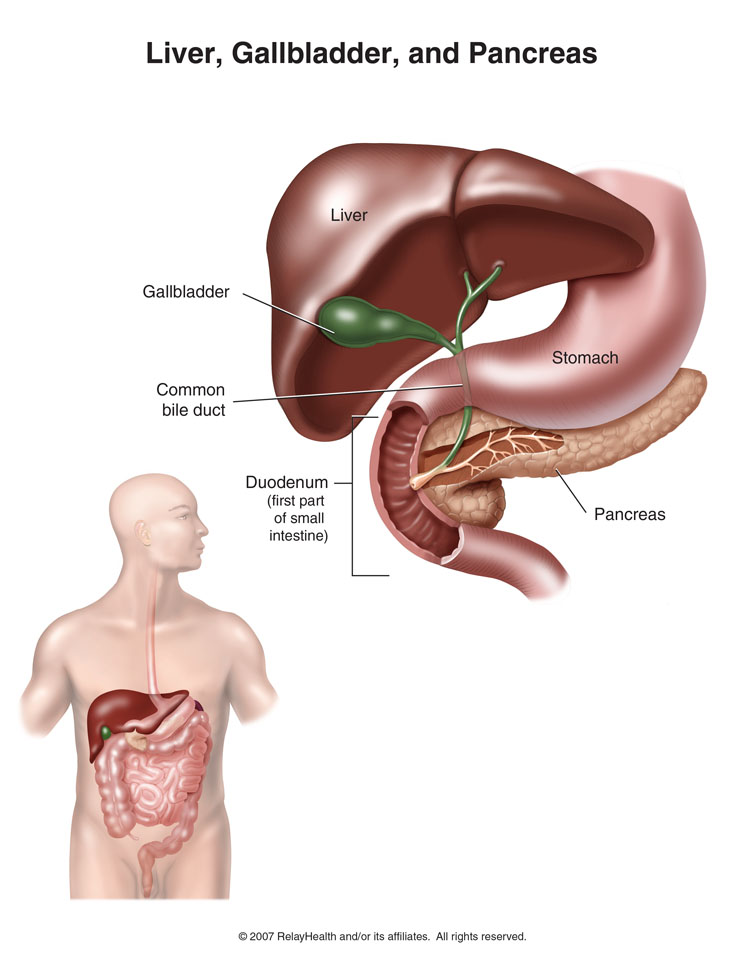 Liver, Gallbladder, and Pancreas
Liver
Gallbladder
Stomach
Common
bile duct
Duodenum
(first part
of small
intestine)
Pancreas
© 2007 RelayHealth and/or its affiliates.  All rights reserved.